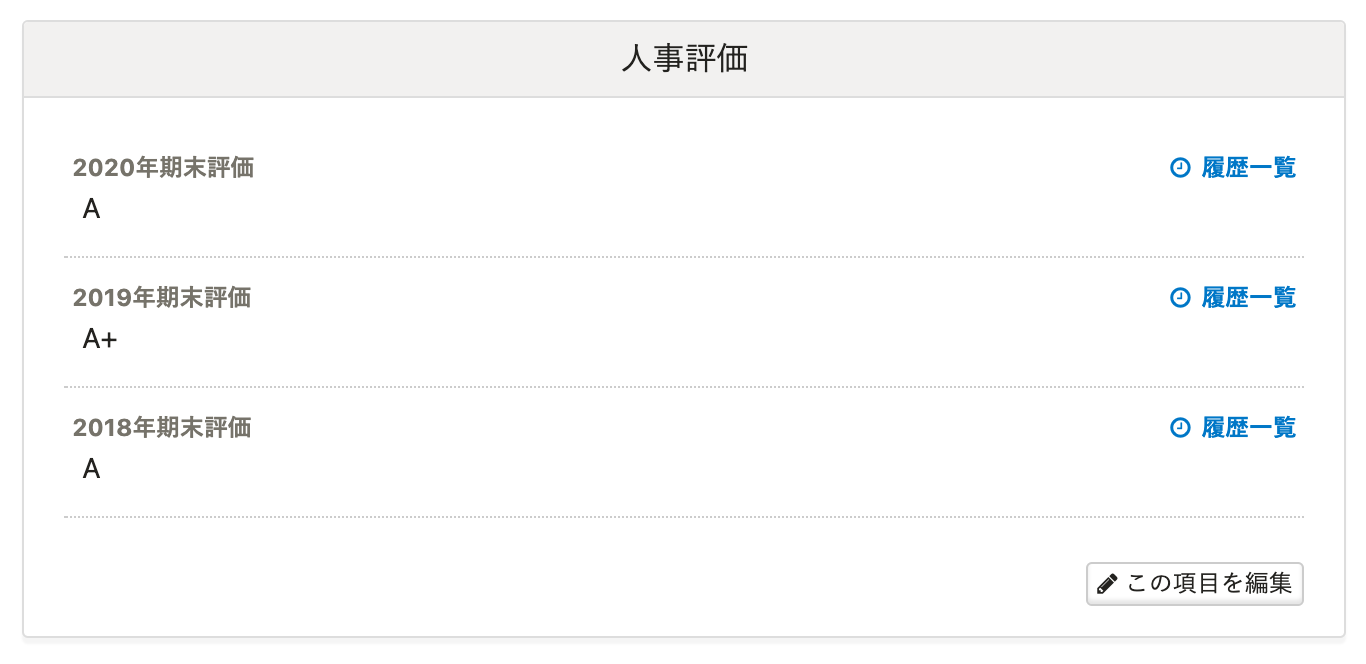 人事評価
2020年期末評価 履歴一覧
A
2019年期末評価 履歴一覧
A+
2018年期末評価 履歴一覧
A
この項目を編集